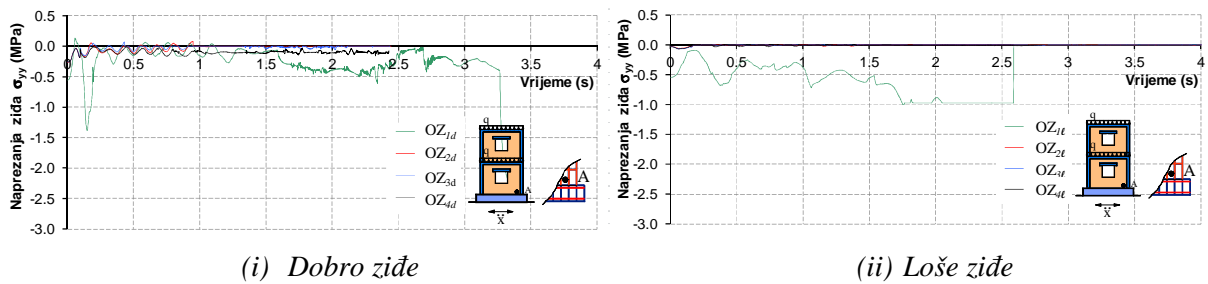 Naprezanja ziđa σyy (MPa)
0.5
0.0
-0.5
-1.0
-1.5
-2.0
-2.5
-3.0
0 0.5 1 1.5 2 2.5 3 3.5 4
Vrijeme (s)
OZ1d
OZ2d
OZ3d
OZ4d
q
q
A
ẍ
A
(i) Dobro ziđe
Naprezanja ziđa σyy (MPa)
0.5
0.0
-0.5
-1.0
-1.5
-2.0
-2.5
-3.0
0 0.5 1 1.5 2 2.5 3 3.5 4
Vrijeme (s)
OZ1ℓ
OZ2ℓ
OZ3ℓ
OZ4ℓ
q
q
A
ẍ
A
(ii) Loše ziđe